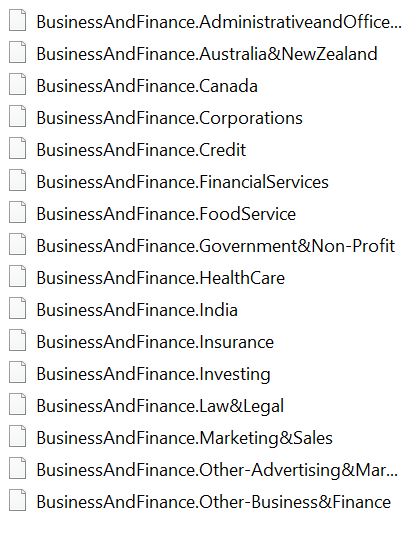 BusinessAndFinance.AdministrativeandOffice...
BusinessAndFinance.Australia&NewZealand
BusinessAndFinance.Canada
BusinessAndFinance.Corporations
BusinessAndFinance.Credit
BusinessAndFinance.FinancialServices
BusinessAndFinance.FoodService
BusinessAndFinance.Government&Non-Profit
BusinessAndFinance.HealthCare
BusinessAndFinance.India
BusinessAndFinance.Insurance
BusinessAndFinance.Investing
BusinessAndFinance.Law&Legal
BusinessAndFinance.Marketing&Sales
BusinessAndFinance.Other-Advertising&Mar...
BusinessAndFinance.Other-Business&Finance